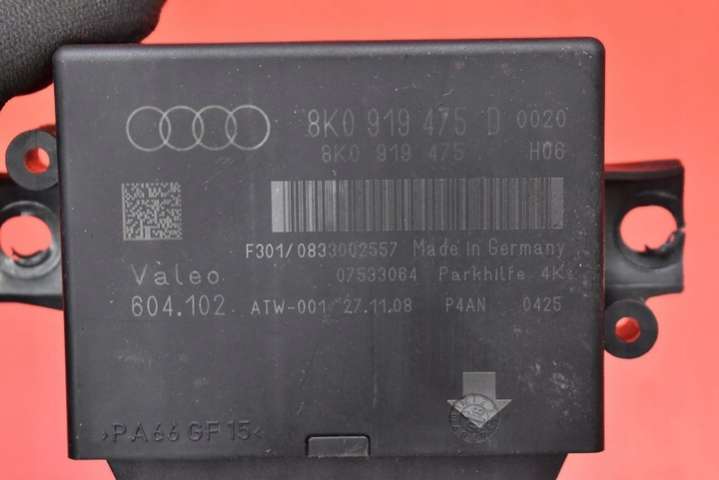 8K0 919 475 D 0020
8K0 919 475 H06
F301/0833002557 Made in Germany
Valeo 07533064 Parkhilfe 4K
604.102 ATW-001 27.11.08 P4AN 0425
>PA66 GF15<